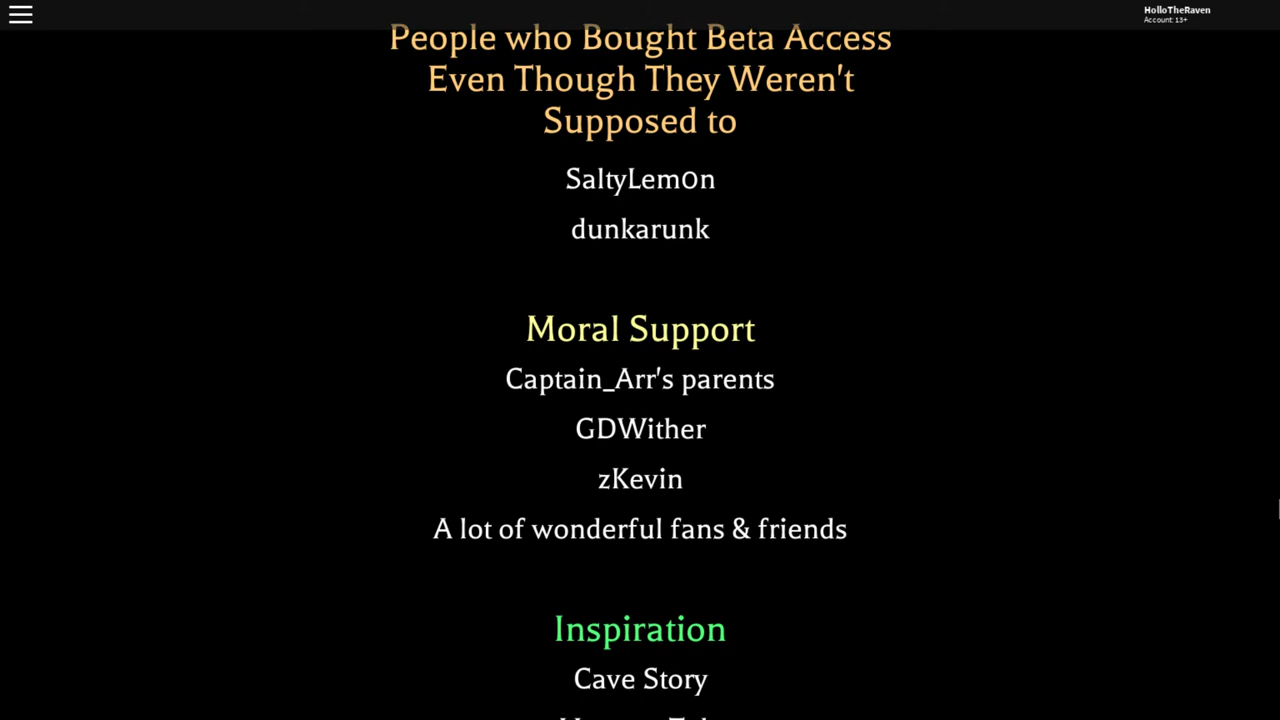 HolloTheRaven
Account: 13+
People who Bought Beta Access
Even Though They Weren't
Supposed to
SaltyLem0n
dunkarunk
Moral Support
Captain_Arr's parents
GDWither
zKevin
A lot of wonderful fans & friends
Inspiration
Cave Story